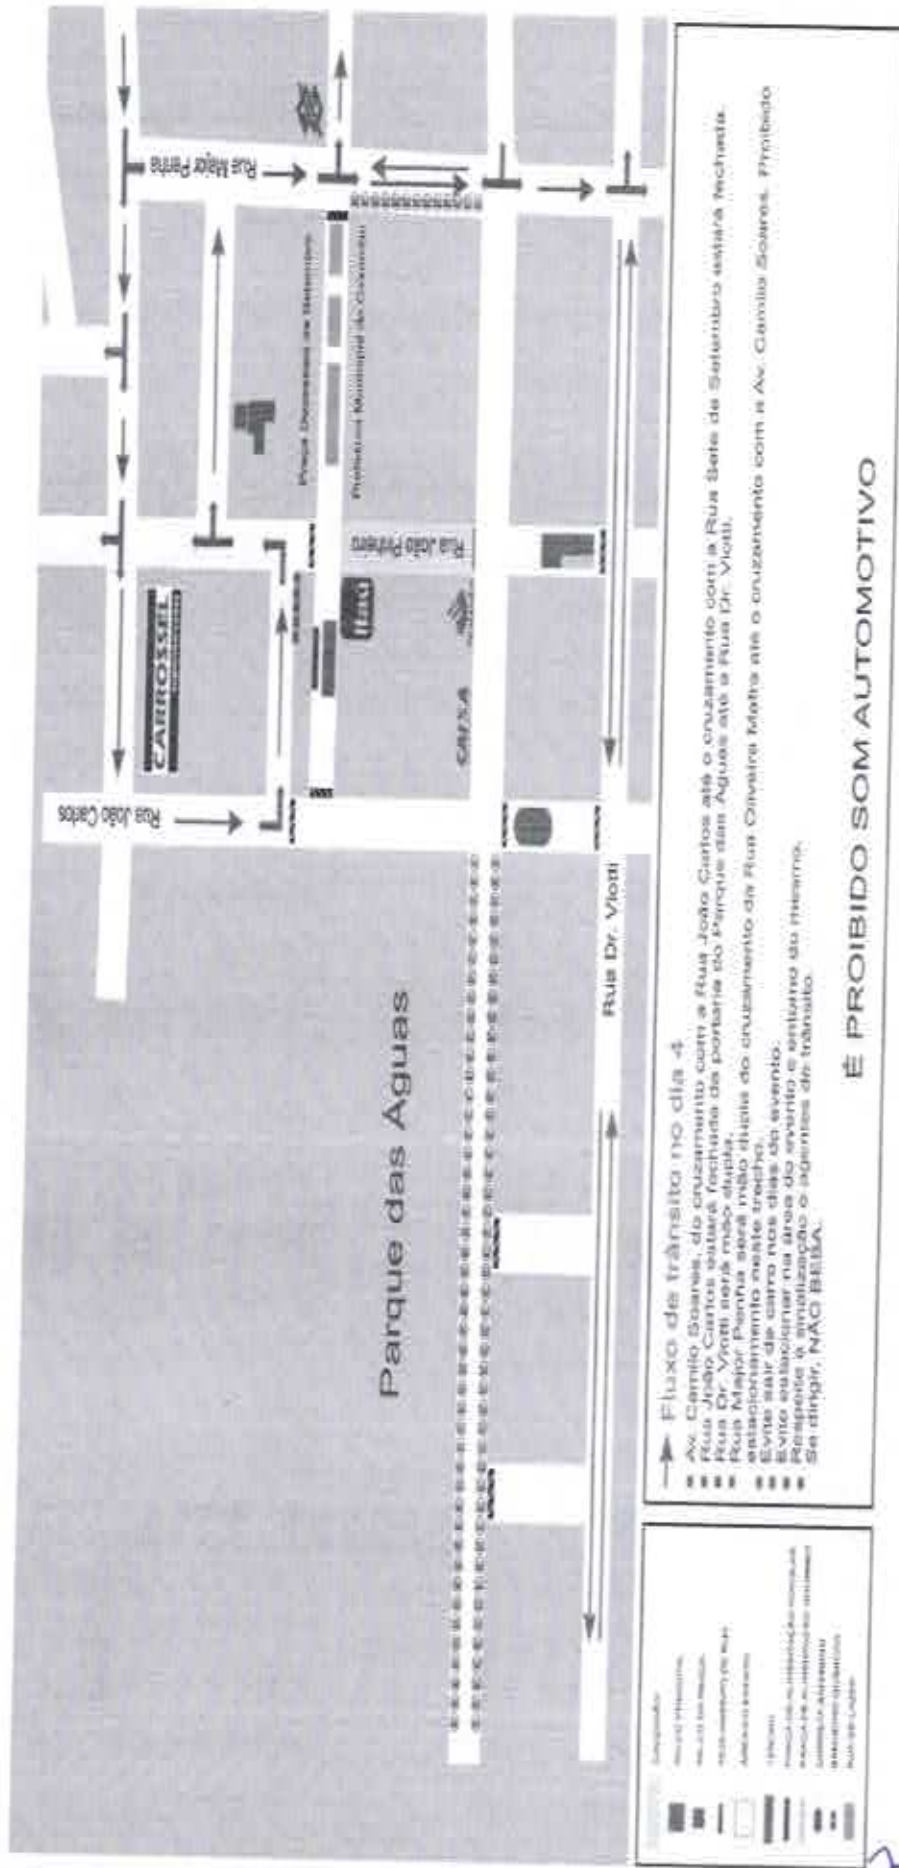 Rua João Carlos
CARROSSEL
Rua Major Penha
Praça Dezesseis de Setembro
Prefeitura Municipal de Caxambu
Rua João Pinheiro
Itaú
CAIXA
Parque das Águas
Rua Dr. Viotti
Fluxo de trânsito no dia 4
Av. Camilo Soares, do cruzamento com a Rua João Carlos até o cruzamento com a Rua Sete de Setembro estará fechada.
Rua João Carlos estará fechada da portaria do Parque das Águas até a Rua Dr. Viotti.
Rua Dr. Viotti será mão dupla.
Rua Major Penha será mão dupla do cruzamento da Rua Oliveira Mafra até o cruzamento com a Av. Camilo Soares. Proibido
estacionamento neste trecho.
Evite sair de carro nos dias do evento.
Evite estacionar na área do evento e entorno do mesmo.
Respeite a sinalização e agentes de trânsito.
Se dirigir, NÃO BEBA.
É PROIBIDO SOM AUTOMOTIVO